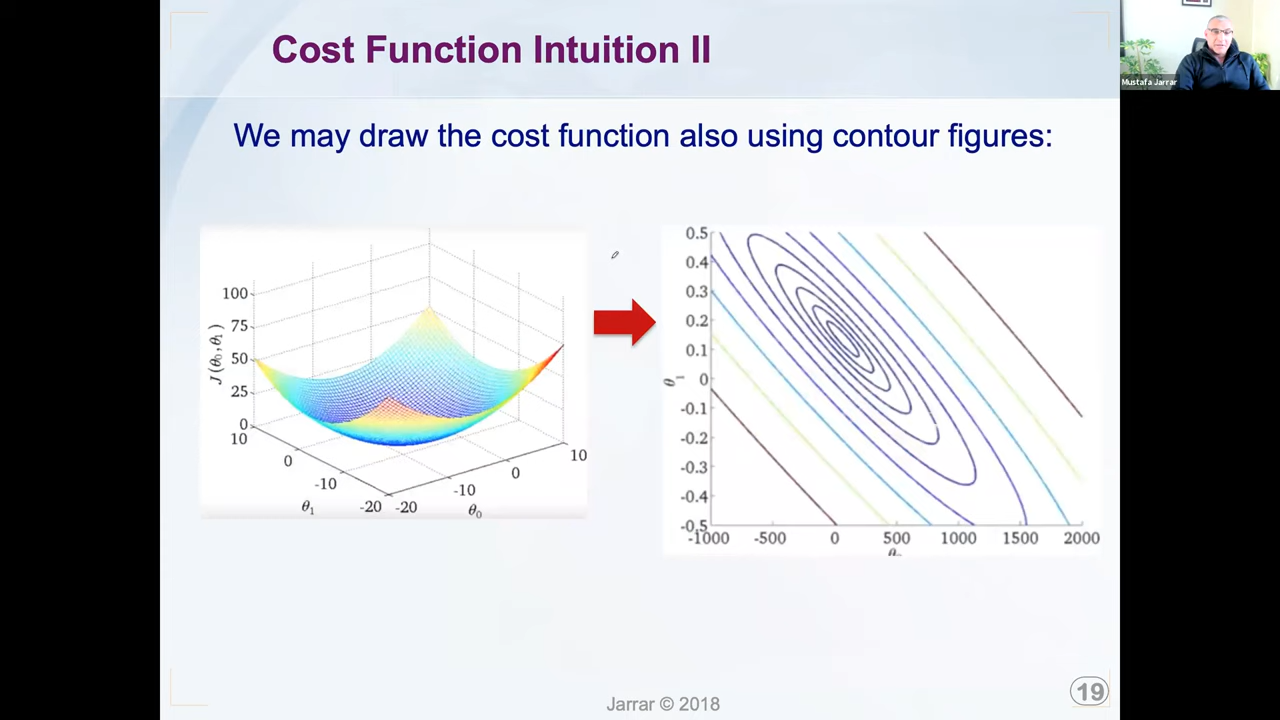 Cost Function Intuition II
Mustafa Jarrar
We may draw the cost function also using contour figures:
100
75
50
25
0
J(θ₀,θ₁)
10
0
-10
-20
θ₁
-20
-10
0
10
θ₀
0.5
0.4
0.3
0.2
0.1
0
-0.1
-0.2
-0.3
-0.4
-0.5
θ₁
-1000 -500 0 500 1000 1500 2000
Jarrar © 2018
19